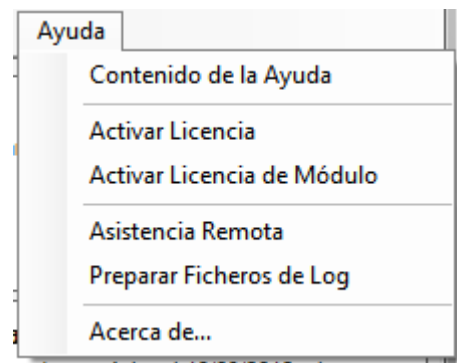 Ayuda
Contenido de la Ayuda
Activar Licencia
Activar Licencia de Módulo
Asistencia Remota
Preparar Ficheros de Log
Acerca de...